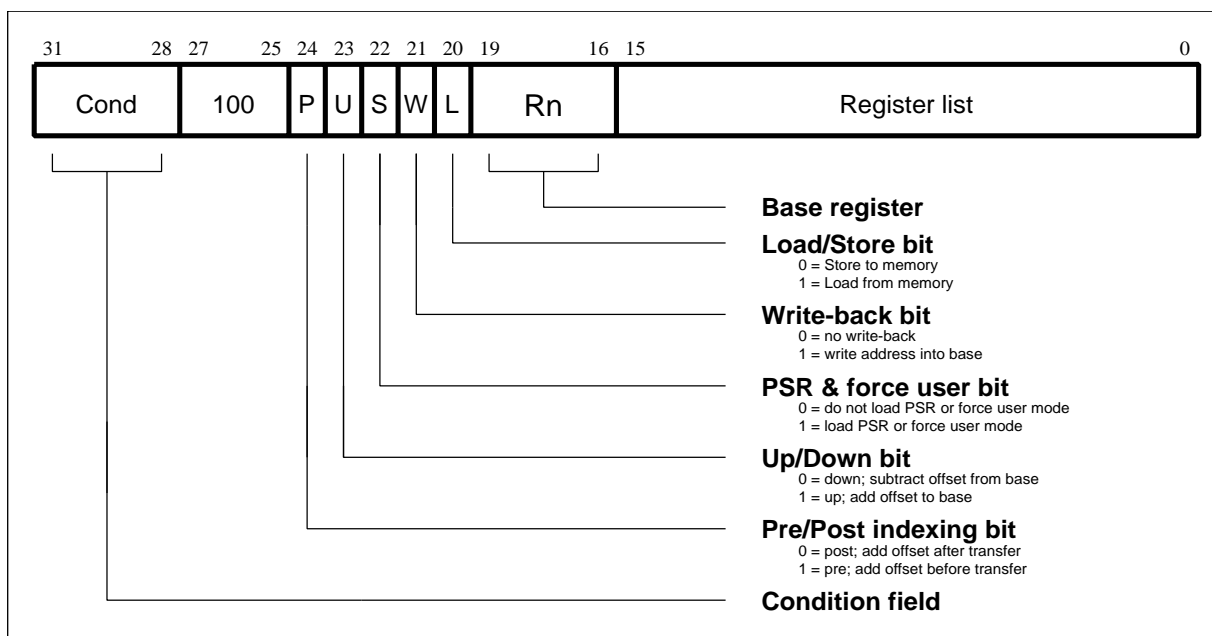 31 28 27 25 24 23 22 21 20 19 16 15 0
Cond 100 P U S W L Rn Register list
Base register
Load/Store bit
0 = Store to memory
1 = Load from memory
Write-back bit
0 = no write-back
1 = write address into base
PSR & force user bit
0 = do not load PSR or force user mode
1 = load PSR or force user mode
Up/Down bit
0 = down; subtract offset from base
1 = up; add offset to base
Pre/Post indexing bit
0 = post; add offset after transfer
1 = pre; add offset before transfer
Condition field